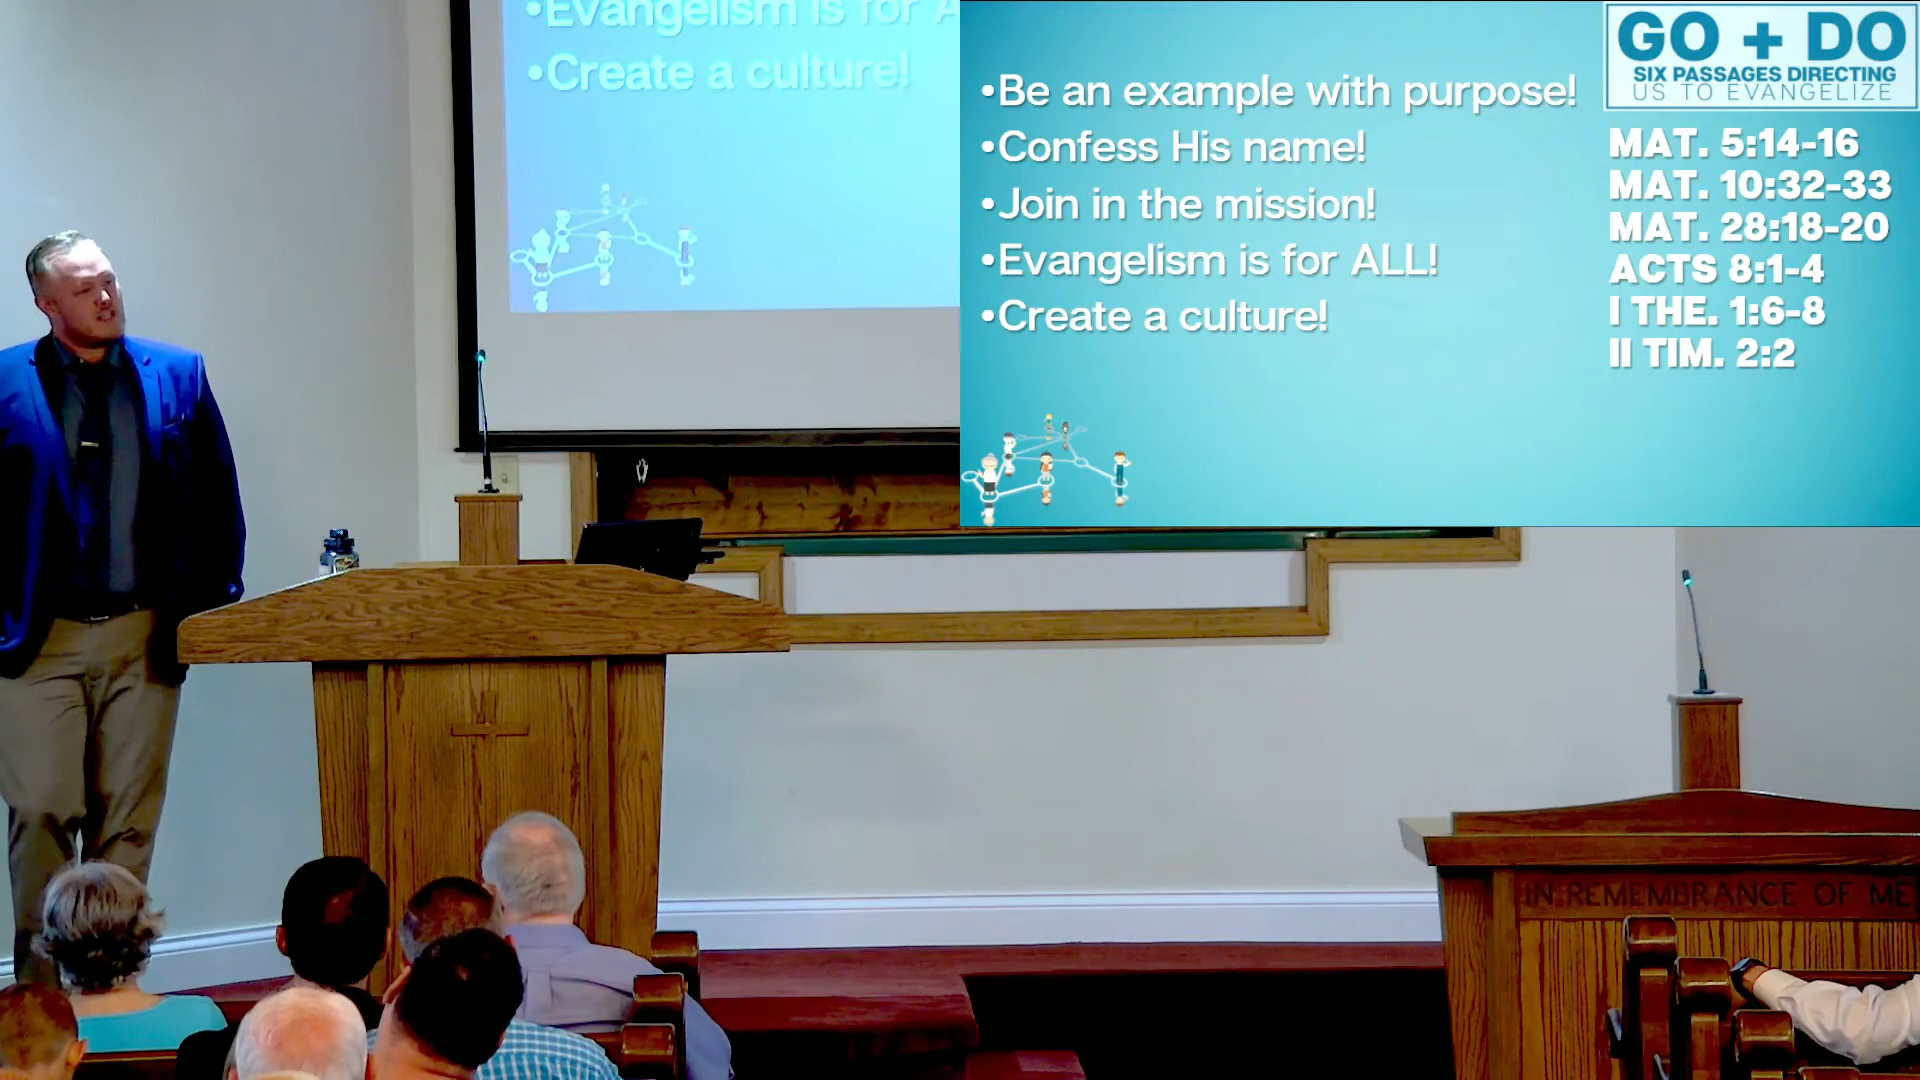 •Evangelism is for A
•Create a culture!
•Be an example with purpose!
•Confess His name!
•Join in the mission!
•Evangelism is for ALL!
•Create a culture!
GO + DO
SIX PASSAGES DIRECTING
US TO EVANGELIZE
MAT. 5:14-16
MAT. 10:32-33
MAT. 28:18-20
ACTS 8:1-4
I THE. 1:6-8
II TIM. 2:2
IN REMEMBRANCE OF ME